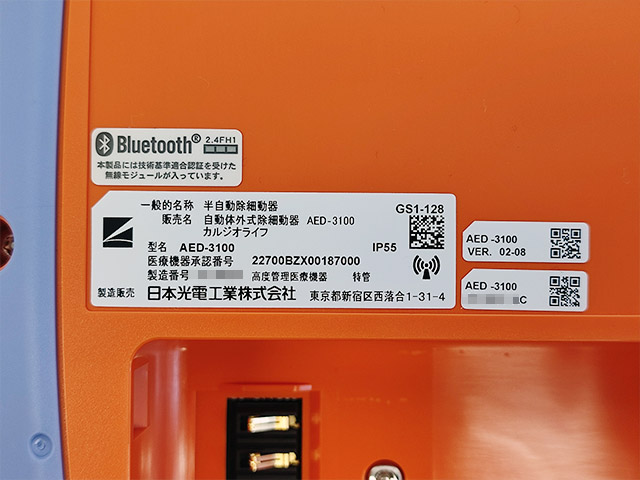 Bluetooth® 2.4FH1
本製品には技術基準適合認証を受けた
無線モジュールが入っています。
一般的名称 半自動除細動器
販売名 自動体外式除細動器 AED-3100
カルジオライフ
GS1-128
型名 AED-3100 IP55
医療機器承認番号 22700BZX00187000
製造番号 高度管理医療機器 特管
製造販売 日本光電工業株式会社 東京都新宿区西落合1-31-4
AED-3100
VER. 02-08
AED-3100
C